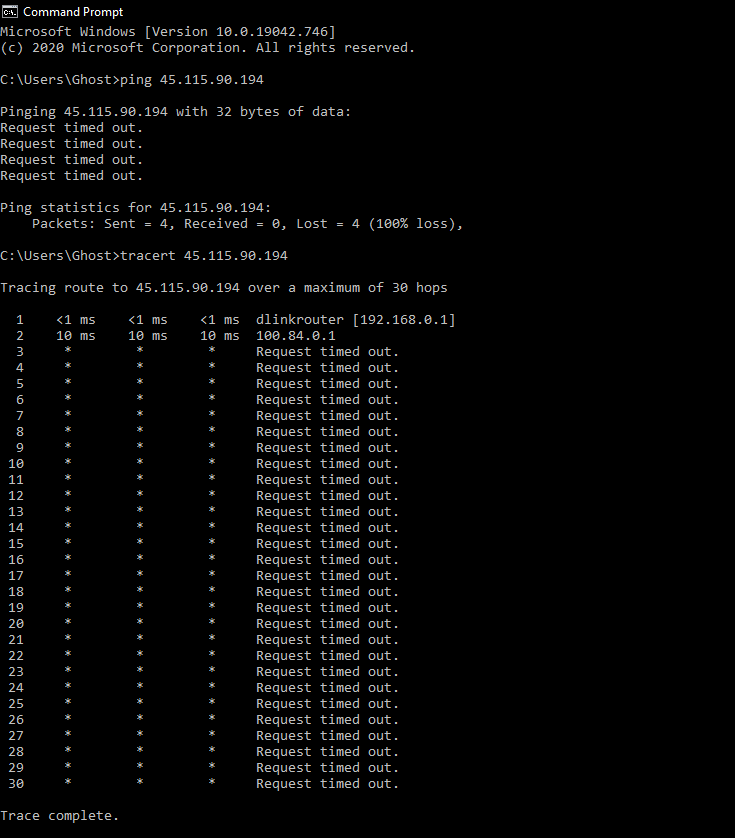 Command Prompt
Microsoft Windows [Version 10.0.19042.746]
(c) 2020 Microsoft Corporation. All rights reserved.
C:\Users\Ghost>ping 45.115.90.194
Pinging 45.115.90.194 with 32 bytes of data:
Request timed out.
Request timed out.
Request timed out.
Request timed out.
Ping statistics for 45.115.90.194:
    Packets: Sent = 4, Received = 0, Lost = 4 (100% loss),
C:\Users\Ghost>tracert 45.115.90.194
Tracing route to 45.115.90.194 over a maximum of 30 hops
  1    <1 ms    <1 ms    <1 ms  dlinkrouter [192.168.0.1]
  2    10 ms    10 ms    10 ms  100.84.0.1
  3     *        *        *     Request timed out.
  4     *        *        *     Request timed out.
  5     *        *        *     Request timed out.
  6     *        *        *     Request timed out.
  7     *        *        *     Request timed out.
  8     *        *        *     Request timed out.
  9     *        *        *     Request timed out.
 10     *        *        *     Request timed out.
 11     *        *        *     Request timed out.
 12     *        *        *     Request timed out.
 13     *        *        *     Request timed out.
 14     *        *        *     Request timed out.
 15     *        *        *     Request timed out.
 16     *        *        *     Request timed out.
 17     *        *        *     Request timed out.
 18     *        *        *     Request timed out.
 19     *        *        *     Request timed out.
 20     *        *        *     Request timed out.
 21     *        *        *     Request timed out.
 22     *        *        *     Request timed out.
 23     *        *        *     Request timed out.
 24     *        *        *     Request timed out.
 25     *        *        *     Request timed out.
 26     *        *        *     Request timed out.
 27     *        *        *     Request timed out.
 28     *        *        *     Request timed out.
 29     *        *        *     Request timed out.
 30     *        *        *     Request timed out.
Trace complete.